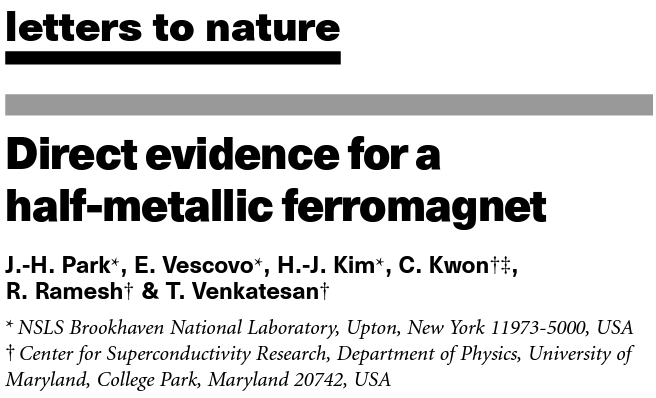 letters to nature
Direct evidence for a
half-metallic ferromagnet
J.-H. Park*, E. Vescovo*, H.-J. Kim*, C. Kwon†‡,
R. Ramesh† & T. Venkatesan†
* NSLS Brookhaven National Laboratory, Upton, New York 11973-5000, USA
† Center for Superconductivity Research, Department of Physics, University of
Maryland, College Park, Maryland 20742, USA